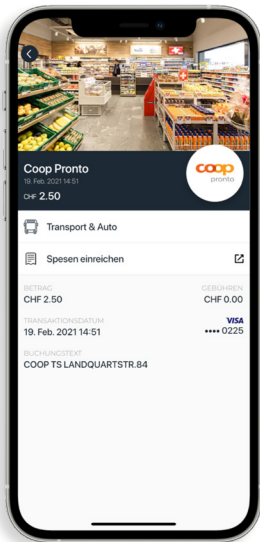 Coop Pronto
19. Feb. 2021 14:51
CHF 2.50
coop
pronto
Transport & Auto
Spesen einreichen
BETRAG
GEBÜHREN
CHF 2.50
CHF 0.00
TRANSAKTIONSDATUM
VISA
19. Feb. 2021 14:51
•••• 0225
BUCHUNGSTEXT
COOP TS LANDQUARTSTR.84